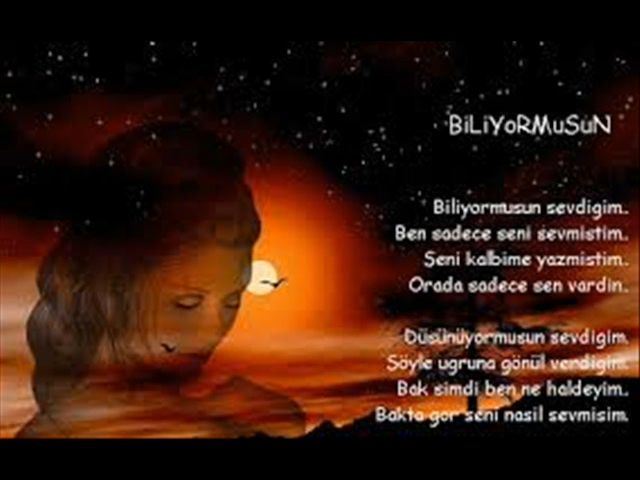 BiLiYoRMuSuN
Biliyormusun sevdigim..
Ben sadece seni sevmistim..
Seni kalbime yazmistim..
Orada sadece sen vardin..
Düsünüyormusun sevdigim.
Söyle ugruna gönül verdigim.
Bak simdi ben ne haldeyim.
Bakta gor seni nasil sevmisim.